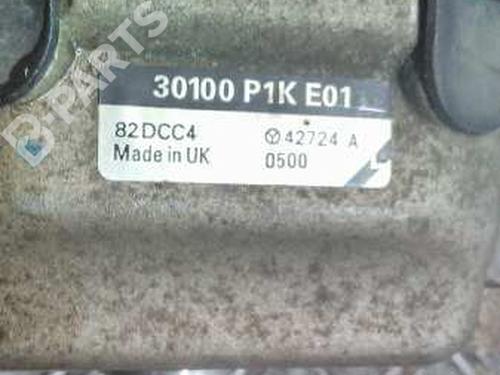 B-PARTS
30100 P1K E01
82DCC4 42724 A
Made in UK 0500